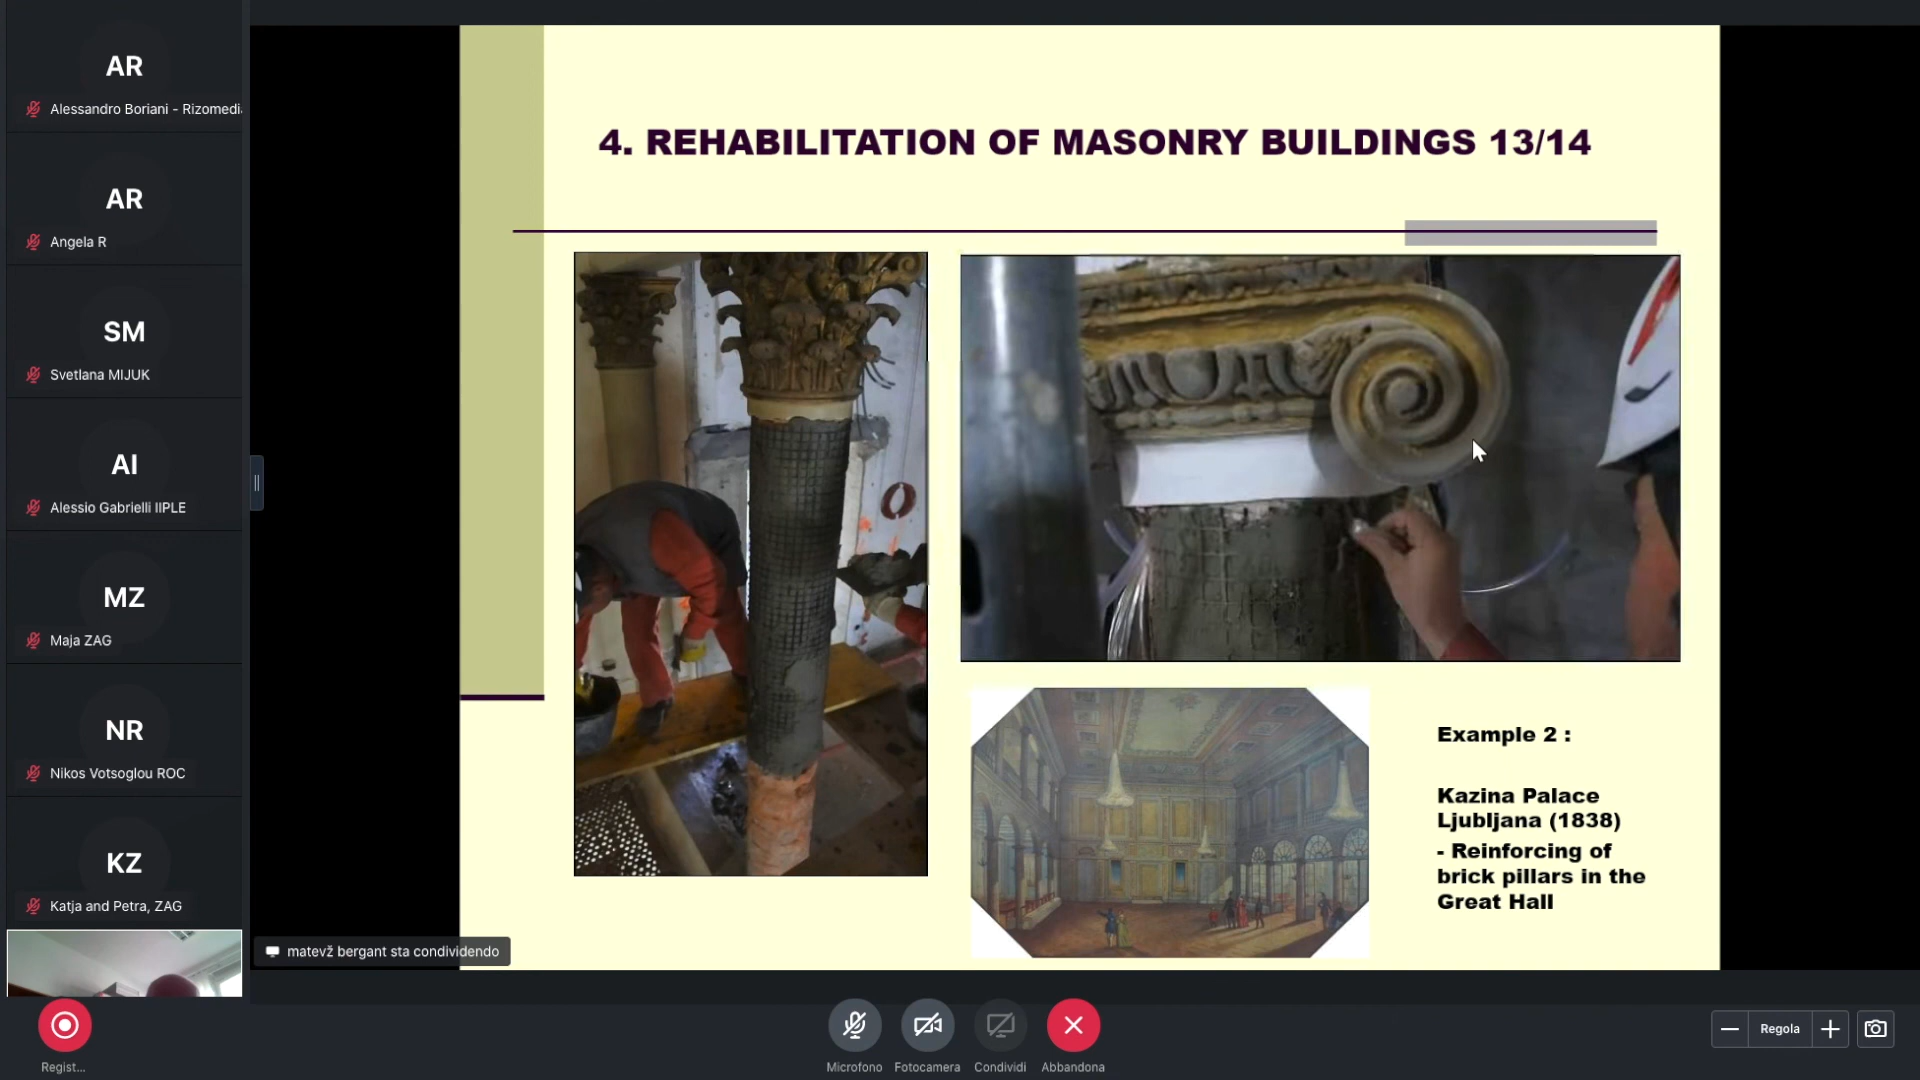 AR
Alessandro Boriani - Rizomedi
AR
Angela R
SM
Svetlana MIJUK
AI
Alessio Gabrielli IIPLE
MZ
Maja ZAG
NR
Nikos Votsoglou ROC
KZ
Katja and Petra, ZAG
4. REHABILITATION OF MASONRY BUILDINGS 13/14
Example 2 :
Kazina Palace
Ljubljana (1838)
- Reinforcing of
brick pillars in the
Great Hall
matevž bergant sta condividendo
Regist...
Microfono
Fotocamera
Condividi
Abbandona
Regola